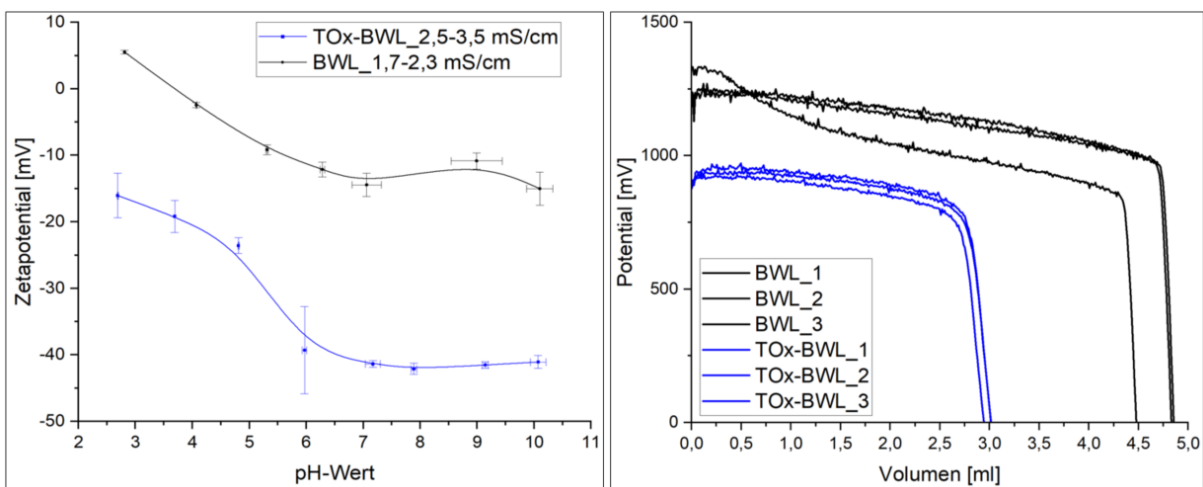 10
0
-10
-20
-30
-40
-50
Zetapotential [mV]
TOx-BWL_2,5-3,5 mS/cm
BWL_1,7-2,3 mS/cm
2 3 4 5 6 7 8 9 10 11
pH-Wert
1500
1000
500
0
Potential [mV]
BWL_1
BWL_2
BWL_3
TOx-BWL_1
TOx-BWL_2
TOx-BWL_3
0,0 0,5 1,0 1,5 2,0 2,5 3,0 3,5 4,0 4,5 5,0
Volumen [ml]